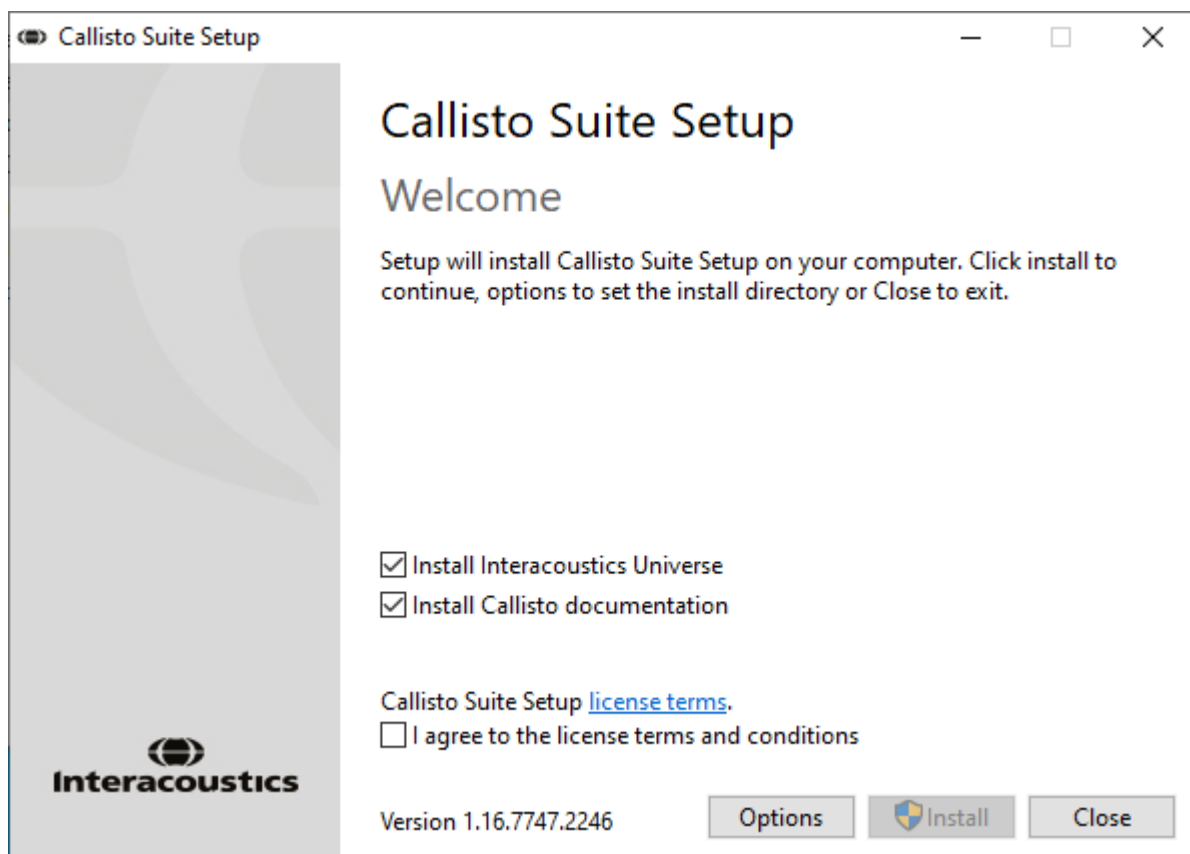 Callisto Suite Setup
Callisto Suite Setup
Welcome
Setup will install Callisto Suite Setup on your computer. Click install to
continue, options to set the install directory or Close to exit.
Install Interacoustics Universe
Install Callisto documentation
Callisto Suite Setup license terms.
I agree to the license terms and conditions
Interacoustics
Version 1.16.7747.2246
Options
Install
Close